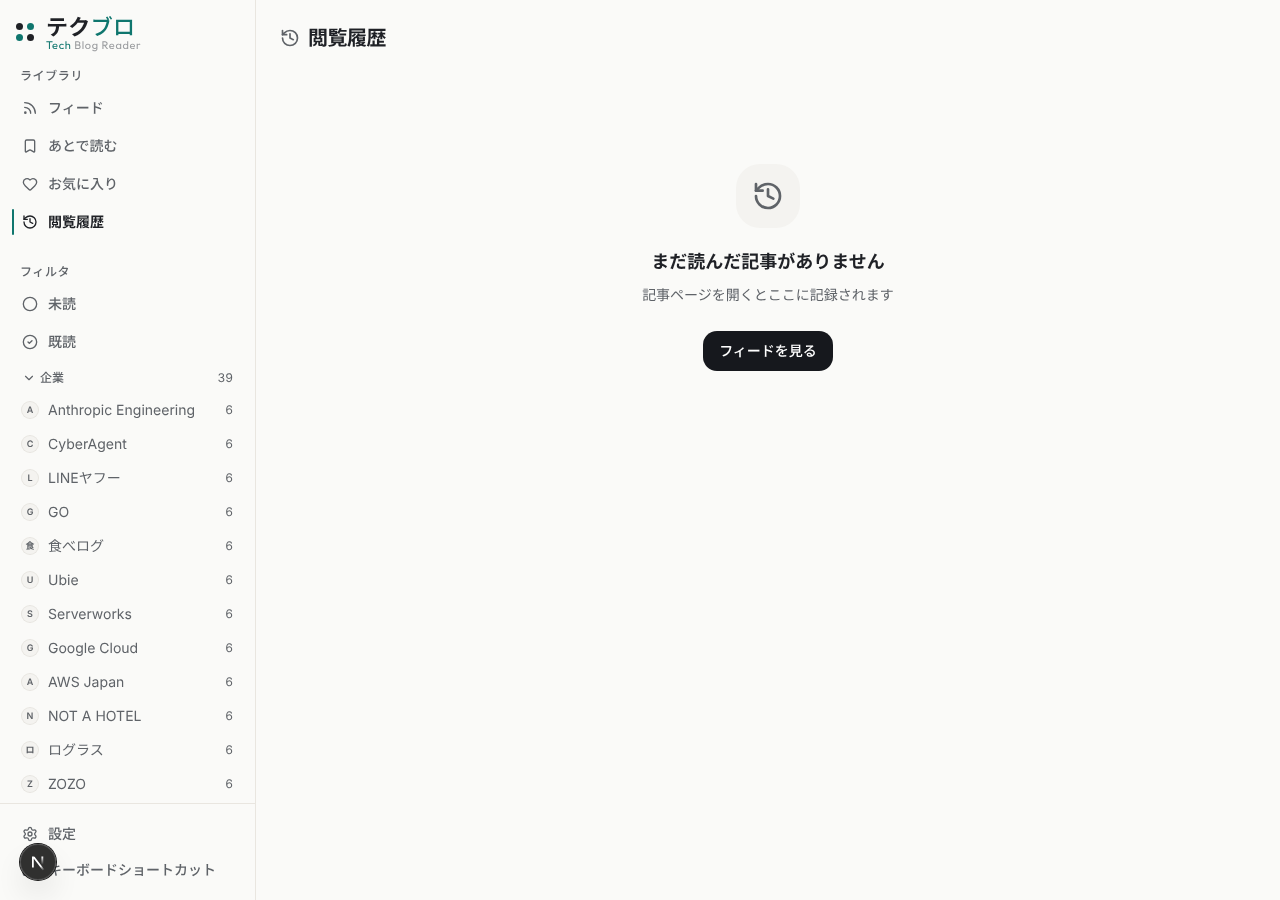 テクブロ
Tech Blog Reader
ライブラリ
フィード
あとで読む
お気に入り
閲覧履歴
フィルタ
未読
既読
企業 39
A Anthropic Engineering 6
C CyberAgent 6
L LINEヤフー 6
G GO 6
食 食べログ 6
U Ubie 6
S Serverworks 6
G Google Cloud 6
A AWS Japan 6
N NOT A HOTEL 6
ロ ログラス 6
Z ZOZO 6
設定
N キーボードショートカット
閲覧履歴
まだ読んだ記事がありません
記事ページを開くとここに記録されます
フィードを見る